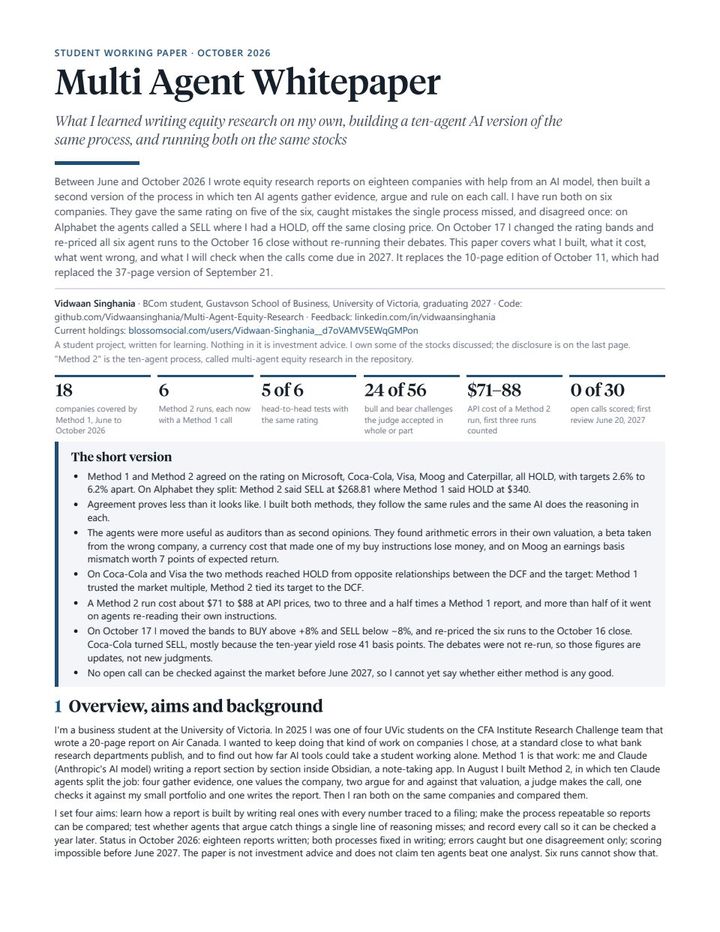 STUDENT WORKING PAPER · OCTOBER 2026
Multi Agent Whitepaper
What I learned writing equity research on my own, building a ten-agent AI version of the
same process, and running both on the same stocks
Between June and October 2026 I wrote equity research reports on eighteen companies with help from an AI model, then built a
second version of the process in which ten AI agents gather evidence, argue and rule on each call. I have run both on six
companies. They gave the same rating on five of the six, caught mistakes the single process missed, and disagreed once: on
Alphabet the agents called a SELL where I had a HOLD, off the same closing price. On October 17 I changed the rating bands and
re-priced all six agent runs to the October 16 close without re-running their debates. This paper covers what I built, what it cost,
what went wrong, and what I will check when the calls come due in 2027. It replaces the 10-page edition of October 11, which had
replaced the 37-page version of September 21.
Vidwaan Singhania · BCom student, Gustavson School of Business, University of Victoria, graduating 2027 · Code:
github.com/Vidwaansinghania/Multi-Agent-Equity-Research · Feedback: linkedin.com/in/vidwaansinghania
Current holdings: blossomsocial.com/users/Vidwaan-Singhania__d7oVAMV5EWqGMPon
A student project, written for learning. Nothing in it is investment advice. I own some of the stocks discussed; the disclosure is on the last page.
"Method 2" is the ten-agent process, called multi-agent equity research in the repository.
18
companies covered by
Method 1, June to
October 2026
6
Method 2 runs, each now
with a Method 1 call
5 of 6
head-to-head tests with
the same rating
24 of 56
bull and bear challenges
the judge accepted in
whole or part
$71–88
API cost of a Method 2
run, first three runs
counted
0 of 30
open calls scored; first
review June 20, 2027
The short version
• Method 1 and Method 2 agreed on the rating on Microsoft, Coca-Cola, Visa, Moog and Caterpillar, all HOLD, with targets 2.6% to
6.2% apart. On Alphabet they split: Method 2 said SELL at $268.81 where Method 1 said HOLD at $340.
• Agreement proves less than it looks like. I built both methods, they follow the same rules and the same AI does the reasoning in
each.
• The agents were more useful as auditors than as second opinions. They found arithmetic errors in their own valuation, a beta taken
from the wrong company, a currency cost that made one of my buy instructions lose money, and on Moog an earnings basis
mismatch worth 7 points of expected return.
• On Coca-Cola and Visa the two methods reached HOLD from opposite relationships between the DCF and the target: Method 1
trusted the market multiple, Method 2 tied its target to the DCF.
• A Method 2 run cost about $71 to $88 at API prices, two to three and a half times a Method 1 report, and more than half of it went
on agents re-reading their own instructions.
• On October 17 I moved the bands to BUY above +8% and SELL below −8%, and re-priced the six runs to the October 16 close.
Coca-Cola turned SELL, mostly because the ten-year yield rose 41 basis points. The debates were not re-run, so those figures are
updates, not new judgments.
• No open call can be checked against the market before June 2027, so I cannot yet say whether either method is any good.
1 Overview, aims and background
I'm a business student at the University of Victoria. In 2025 I was one of four UVic students on the CFA Institute Research Challenge team that
wrote a 20-page report on Air Canada. I wanted to keep doing that kind of work on companies I chose, at a standard close to what bank
research departments publish, and to find out how far AI tools could take a student working alone. Method 1 is that work: me and Claude
(Anthropic's AI model) writing a report section by section inside Obsidian, a note-taking app. In August I built Method 2, in which ten Claude
agents split the job: four gather evidence, one values the company, two argue for and against that valuation, a judge makes the call, one
checks it against my small portfolio and one writes the report. Then I ran both on the same companies and compared them.
I set four aims: learn how a report is built by writing real ones with every number traced to a filing; make the process repeatable so reports
can be compared; test whether agents that argue catch things a single line of reasoning misses; and record every call so it can be checked a
year later. Status in October 2026: eighteen reports written; both processes fixed in writing; errors caught but one disagreement only; scoring
impossible before June 2027. The paper is not investment advice and does not claim ten agents beat one analyst. Six runs cannot show that.